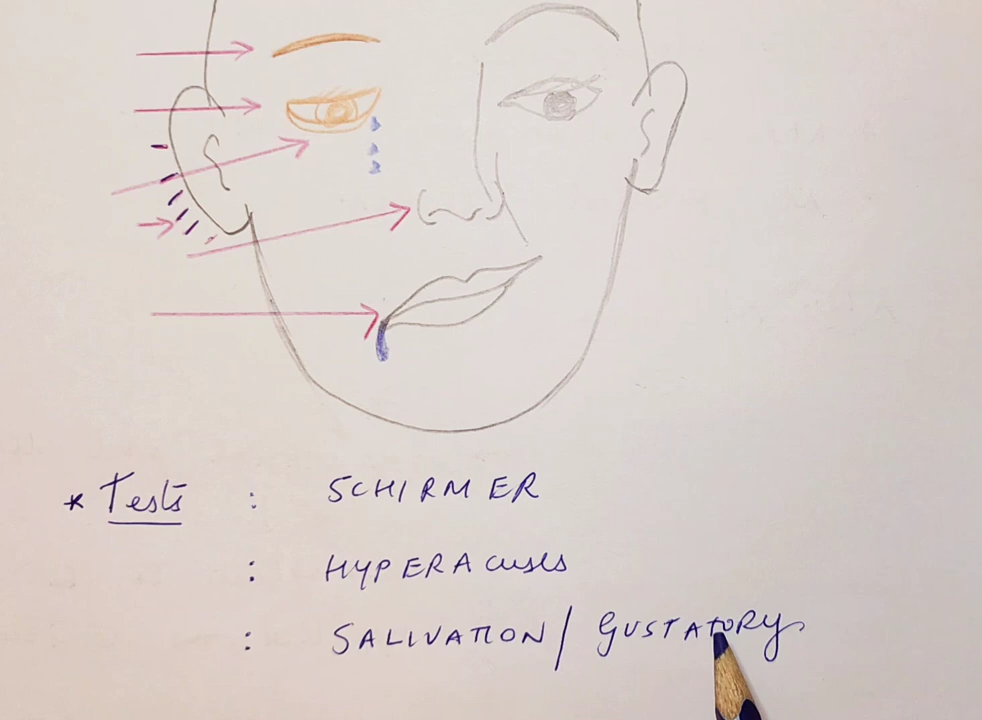 * Tests : SCHIRMER
: HYPERACUSIS
: SALIVATION / GUSTATORY